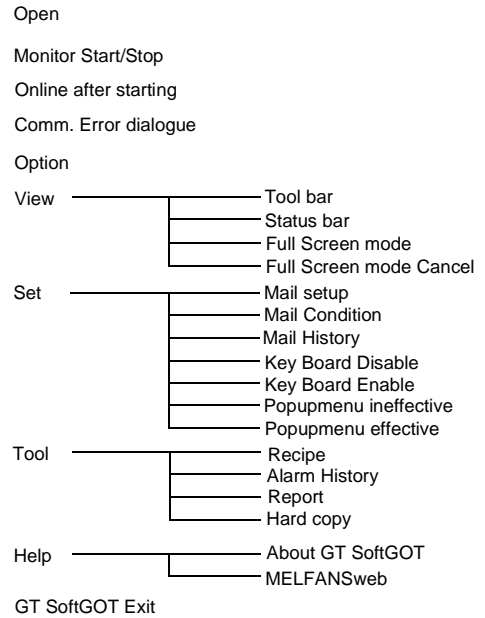 Open
Monitor Start/Stop
Online after starting
Comm. Error dialogue
Option
View
Tool bar
Status bar
Full Screen mode
Full Screen mode Cancel
Set
Mail setup
Mail Condition
Mail History
Key Board Disable
Key Board Enable
Popupmenu ineffective
Popupmenu effective
Tool
Recipe
Alarm History
Report
Hard copy
Help
About GT SoftGOT
MELFANSweb
GT SoftGOT Exit